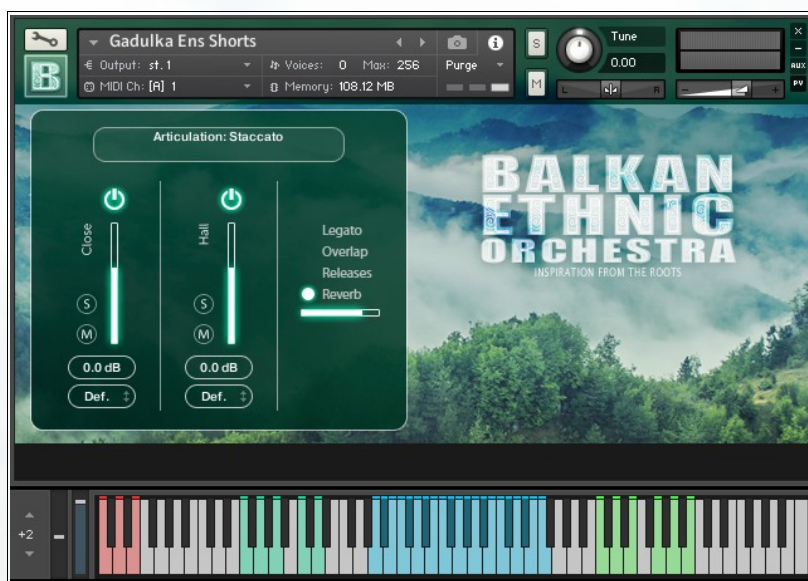 Gadulka Ens Shorts
Output: st.1
Voices: 0 Max: 256
Purge
MIDI Ch: [A] 1
Memory: 108.12 MB
S
M
Tune
0.00
L R
- +
×
-
AUX
PV
B
Articulation: Staccato
Close
S
M
0.0 dB
Def.
Hall
S
M
0.0 dB
Def.
Legato
Overlap
Releases
Reverb
BALKAN
ETHNIC
ORCHESTRA
INSPIRATION FROM THE ROOTS
+2